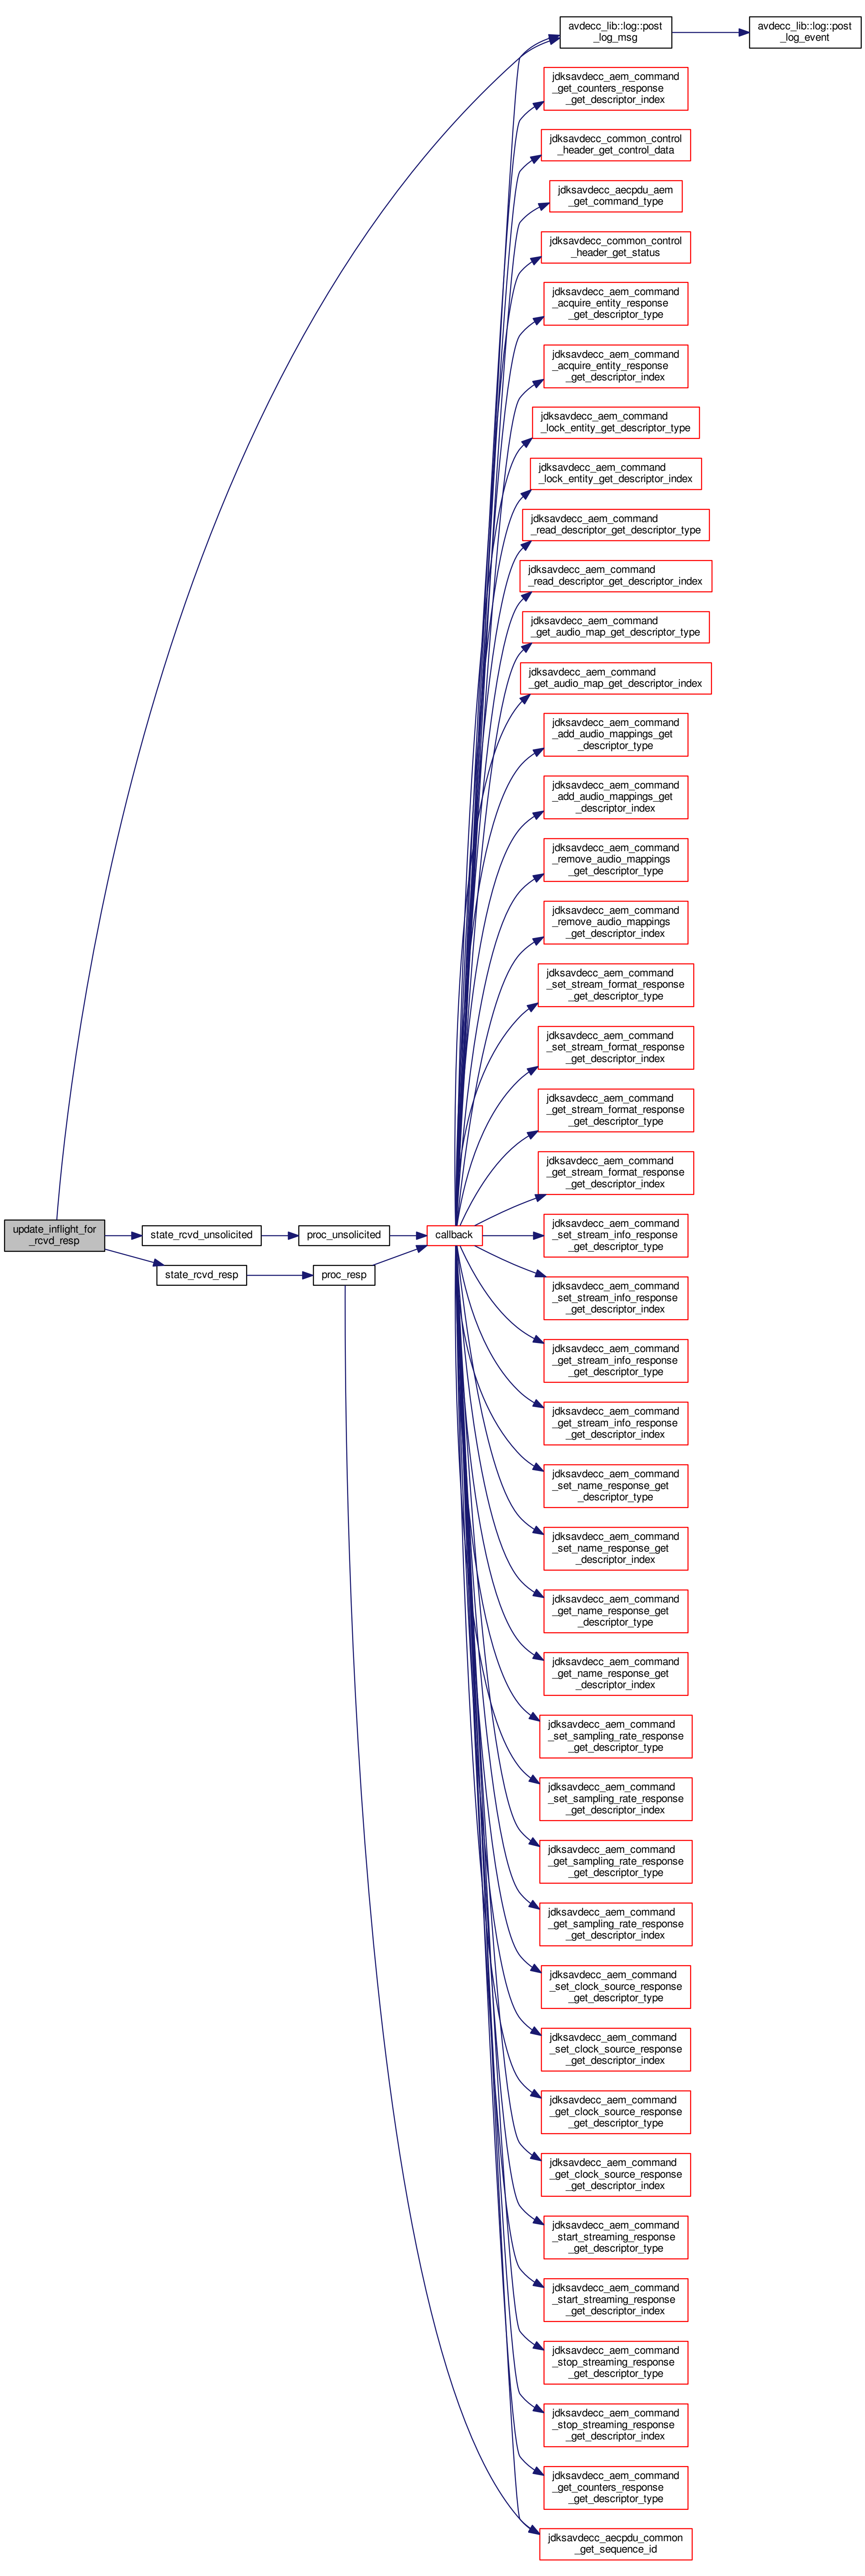 avdecc_lib::log::post
_log_msg
avdecc_lib::log::post
_log_event
jdksavdecc_aem_command
_get_counters_response
_get_descriptor_index
jdksavdecc_common_control
_header_get_control_data
jdksavdecc_aecpdu_aem
_get_command_type
jdksavdecc_common_control
_header_get_status
jdksavdecc_aem_command
_acquire_entity_response
_get_descriptor_type
jdksavdecc_aem_command
_acquire_entity_response
_get_descriptor_index
jdksavdecc_aem_command
_lock_entity_get_descriptor_type
jdksavdecc_aem_command
_lock_entity_get_descriptor_index
jdksavdecc_aem_command
_read_descriptor_get_descriptor_type
jdksavdecc_aem_command
_read_descriptor_get_descriptor_index
jdksavdecc_aem_command
_get_audio_map_get_descriptor_type
jdksavdecc_aem_command
_get_audio_map_get_descriptor_index
jdksavdecc_aem_command
_add_audio_mappings_get
_descriptor_type
jdksavdecc_aem_command
_add_audio_mappings_get
_descriptor_index
jdksavdecc_aem_command
_remove_audio_mappings
_get_descriptor_type
jdksavdecc_aem_command
_remove_audio_mappings
_get_descriptor_index
jdksavdecc_aem_command
_set_stream_format_response
_get_descriptor_type
jdksavdecc_aem_command
_set_stream_format_response
_get_descriptor_index
jdksavdecc_aem_command
_get_stream_format_response
_get_descriptor_type
jdksavdecc_aem_command
_get_stream_format_response
_get_descriptor_index
update_inflight_for
_rcvd_resp
state_rcvd_unsolicited
proc_unsolicited
callback
state_rcvd_resp
proc_resp
jdksavdecc_aem_command
_set_stream_info_response
_get_descriptor_type
jdksavdecc_aem_command
_set_stream_info_response
_get_descriptor_index
jdksavdecc_aem_command
_get_stream_info_response
_get_descriptor_type
jdksavdecc_aem_command
_get_stream_info_response
_get_descriptor_index
jdksavdecc_aem_command
_set_name_response_get
_descriptor_type
jdksavdecc_aem_command
_set_name_response_get
_descriptor_index
jdksavdecc_aem_command
_get_name_response_get
_descriptor_type
jdksavdecc_aem_command
_get_name_response_get
_descriptor_index
jdksavdecc_aem_command
_set_sampling_rate_response
_get_descriptor_type
jdksavdecc_aem_command
_set_sampling_rate_response
_get_descriptor_index
jdksavdecc_aem_command
_get_sampling_rate_response
_get_descriptor_type
jdksavdecc_aem_command
_get_sampling_rate_response
_get_descriptor_index
jdksavdecc_aem_command
_set_clock_source_response
_get_descriptor_type
jdksavdecc_aem_command
_set_clock_source_response
_get_descriptor_index
jdksavdecc_aem_command
_get_clock_source_response
_get_descriptor_type
jdksavdecc_aem_command
_get_clock_source_response
_get_descriptor_index
jdksavdecc_aem_command
_start_streaming_response
_get_descriptor_type
jdksavdecc_aem_command
_start_streaming_response
_get_descriptor_index
jdksavdecc_aem_command
_stop_streaming_response
_get_descriptor_type
jdksavdecc_aem_command
_stop_streaming_response
_get_descriptor_index
jdksavdecc_aem_command
_get_counters_response
_get_descriptor_type
jdksavdecc_aecpdu_common
_get_sequence_id